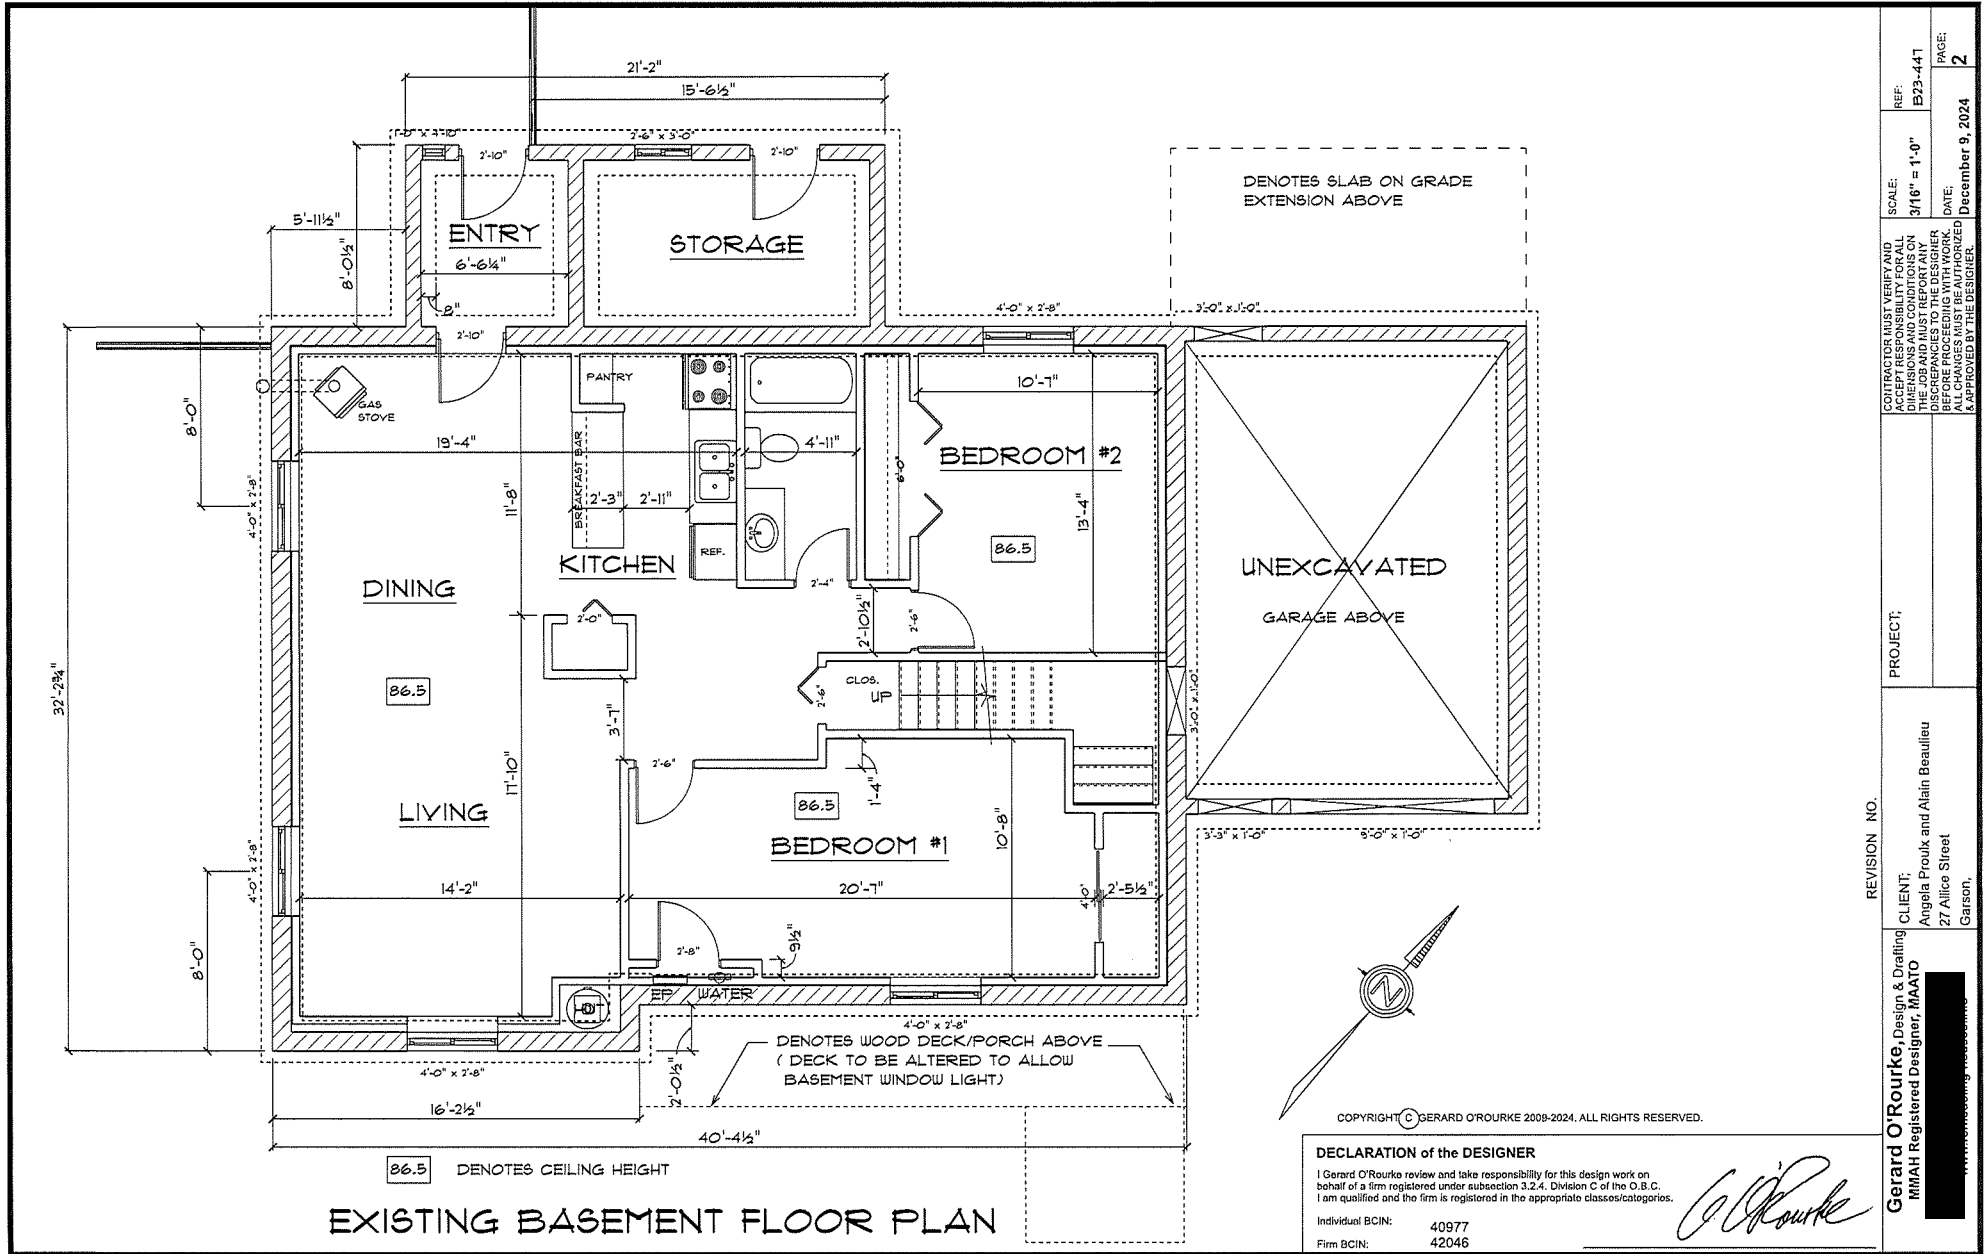 21'-2"
15'-6½"
2'-6" x 3'-0"
2'-10"
2'-10"
5'-11½"
8'-0½"
ENTRY
6'-6¼"
8"
STORAGE
DENOTES SLAB ON GRADE
EXTENSION ABOVE
4'-0" x 2'-8"
3'-0" x 1'-0"
2'-10"
PANTRY
GAS
STOVE
10'-7"
8'-0"
19'-4"
4'-11"
BEDROOM #2
BREAKFAST BAR
6'-0"
4'-0" x 2'-8"
11'-8"
2'-3"
2'-11"
13'-4"
REF.
86.5
KITCHEN
UNEXCAVATED
DINING
2'-4"
2'-0"
2'-10½"
2'-6"
GARAGE ABOVE
32'-2¾"
86.5
CLOS.
UP
2'-6"
3'-0" x 1'-0"
3'-7"
2'-6"
17'-10"
1'-4"
86.5
LIVING
BEDROOM #1
10'-8"
3'-3" x 1'-0"
9'-0" x 1'-0"
4'-0" x 2'-8"
14'-2"
20'-7"
4'-0"
2'-5½"
8'-0"
2'-8"
9½"
EP
WATER
N
4'-0" x 2'-8"
DENOTES WOOD DECK/PORCH ABOVE
( DECK TO BE ALTERED TO ALLOW
BASEMENT WINDOW LIGHT)
4'-0" x 2'-8"
2'-0½"
16'-2½"
40'-4½"
86.5 DENOTES CEILING HEIGHT
EXISTING BASEMENT FLOOR PLAN
COPYRIGHT C GERARD O'ROURKE 2009-2024. ALL RIGHTS RESERVED.
DECLARATION of the DESIGNER
I Gerard O'Rourke review and take responsibility for this design work on
behalf of a firm registered under subsection 3.2.4. Division C of the O.B.C.
I am qualified and the firm is registered in the appropriate classes/categories.
Individual BCIN: 40977
Firm BCIN: 42046
Gerard O'Rourke, Design & Drafting
MMAH Registered Designer, MAATO
REVISION NO.
CLIENT;
Angela Proulx and Alain Beaulieu
27 Allice Street
Garson,
PROJECT;
CONTRACTOR MUST VERIFY AND
ACCEPT RESPONSIBILITY FOR ALL
DIMENSIONS AND CONDITIONS ON
THE JOB AND MUST REPORT ANY
DISCREPANCIES TO THE DESIGNER
BEFORE PROCEEDING WITH WORK.
ALL CHANGES MUST BE AUTHORIZED
& APPROVED BY THE DESIGNER.
SCALE;
3/16" = 1'-0"
DATE;
December 9, 2024
REF:
B23-447
PAGE;
2